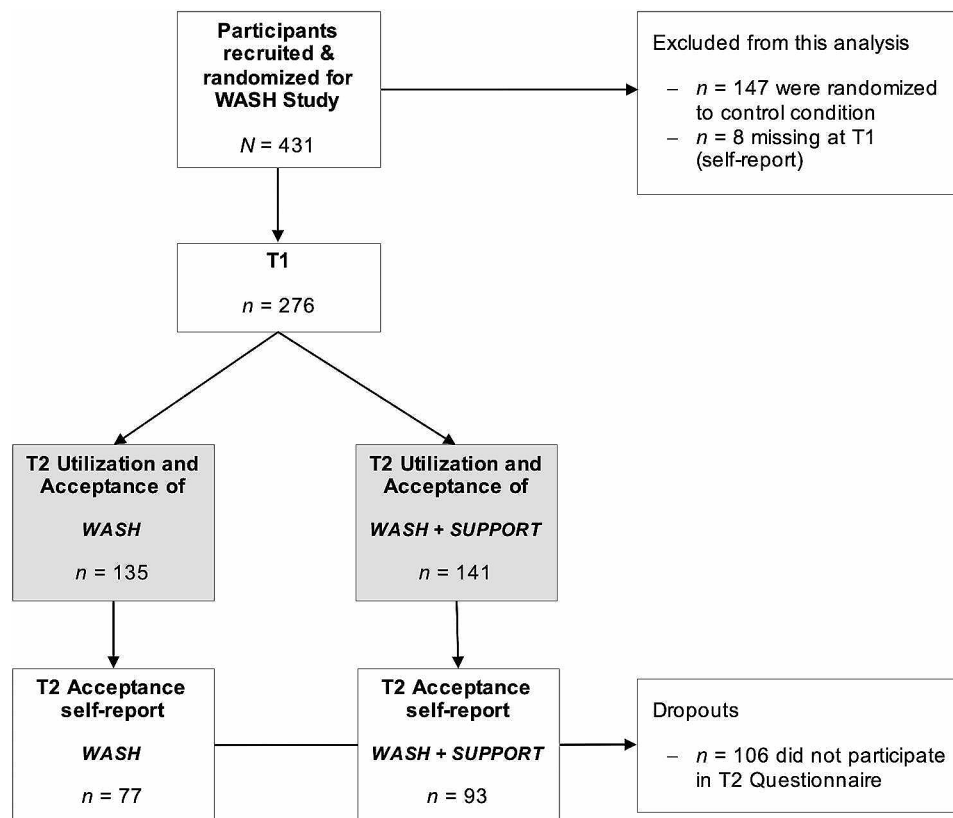 Participants
recruited &
randomized for
WASH Study
N = 431
Excluded from this analysis
– n = 147 were randomized
to control condition
– n = 8 missing at T1
(self-report)
T1
n = 276
T2 Utilization and
Acceptance of
WASH
n = 135
T2 Utilization and
Acceptance of
WASH + SUPPORT
n = 141
T2 Acceptance
self-report
WASH
n = 77
T2 Acceptance
self-report
WASH + SUPPORT
n = 93
Dropouts
– n = 106 did not participate
in T2 Questionnaire